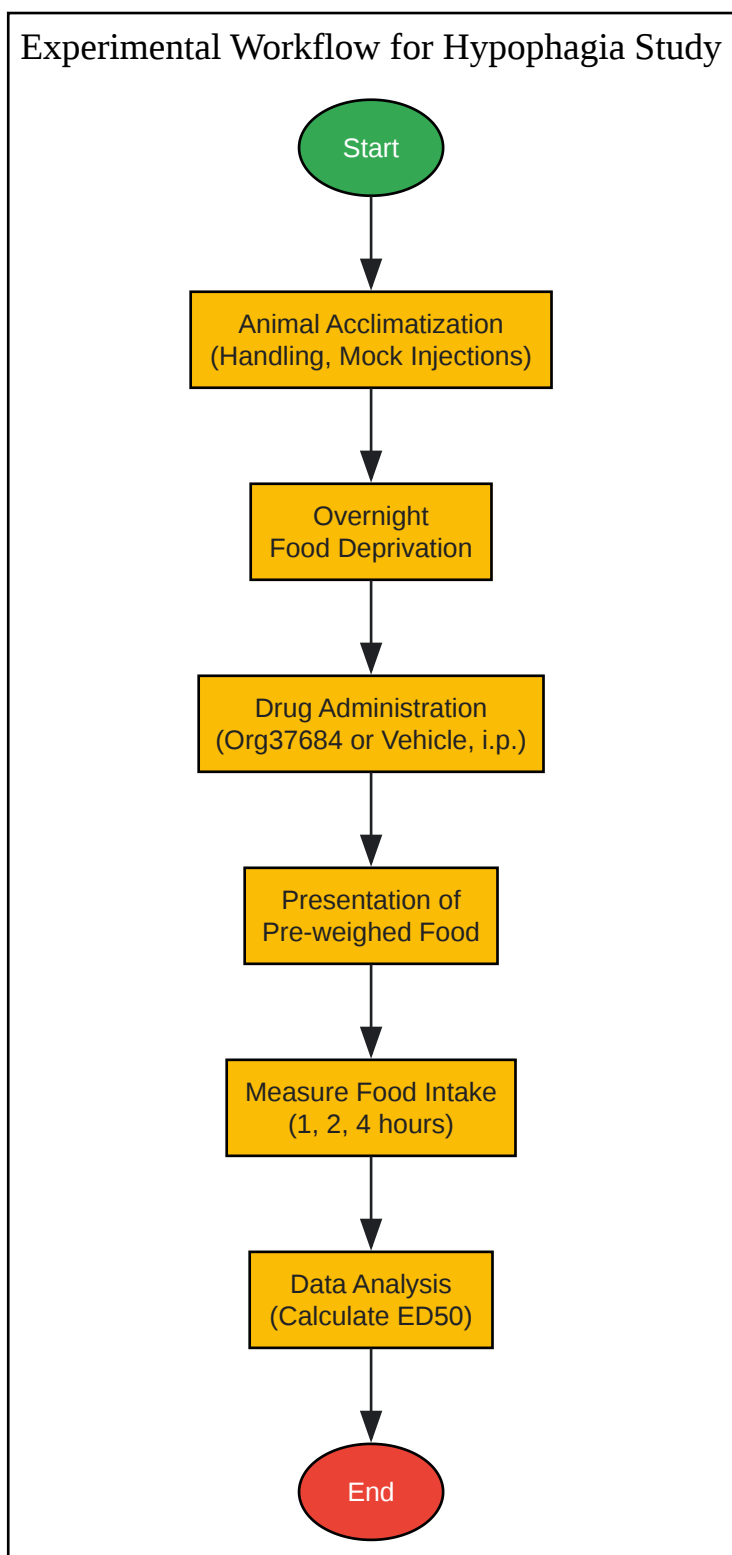 Experimental Workflow for Hypophagia Study
Start
Animal Acclimatization
(Handling, Mock Injections)
Overnight
Food Deprivation
Drug Administration
(Org37684 or Vehicle, i.p.)
Presentation of
Pre-weighed Food
Measure Food Intake
(1, 2, 4 hours)
Data Analysis
(Calculate ED50)
End